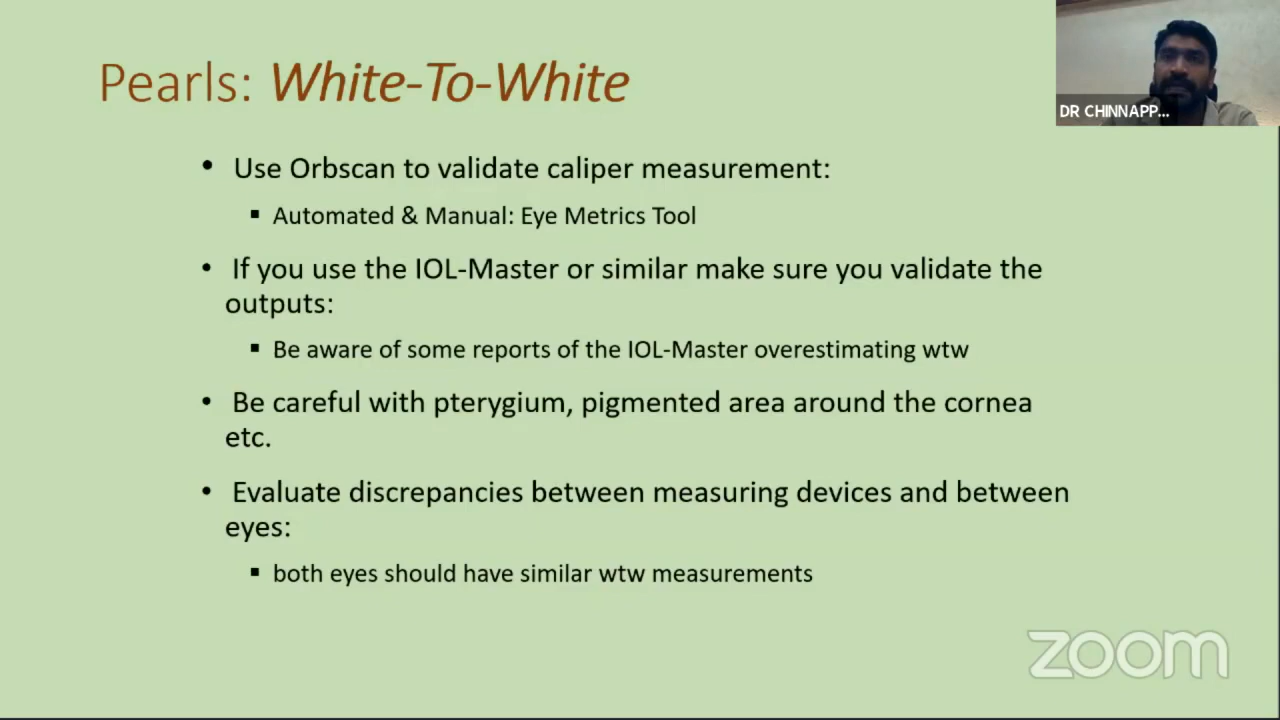 Pearls: White-To-White
DR CHINNAPP...
• Use Orbscan to validate caliper measurement:
▪ Automated & Manual: Eye Metrics Tool
• If you use the IOL-Master or similar make sure you validate the
outputs:
▪ Be aware of some reports of the IOL-Master overestimating wtw
• Be careful with pterygium, pigmented area around the cornea
etc.
• Evaluate discrepancies between measuring devices and between
eyes:
▪ both eyes should have similar wtw measurements
zoom